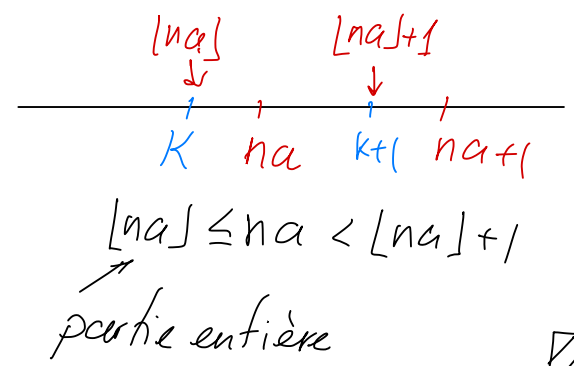 ⌊na⌋ ⌊na⌋+1
K na k+1 na+1
⌊na⌋ ≤ na < ⌊na⌋+1
partie entière